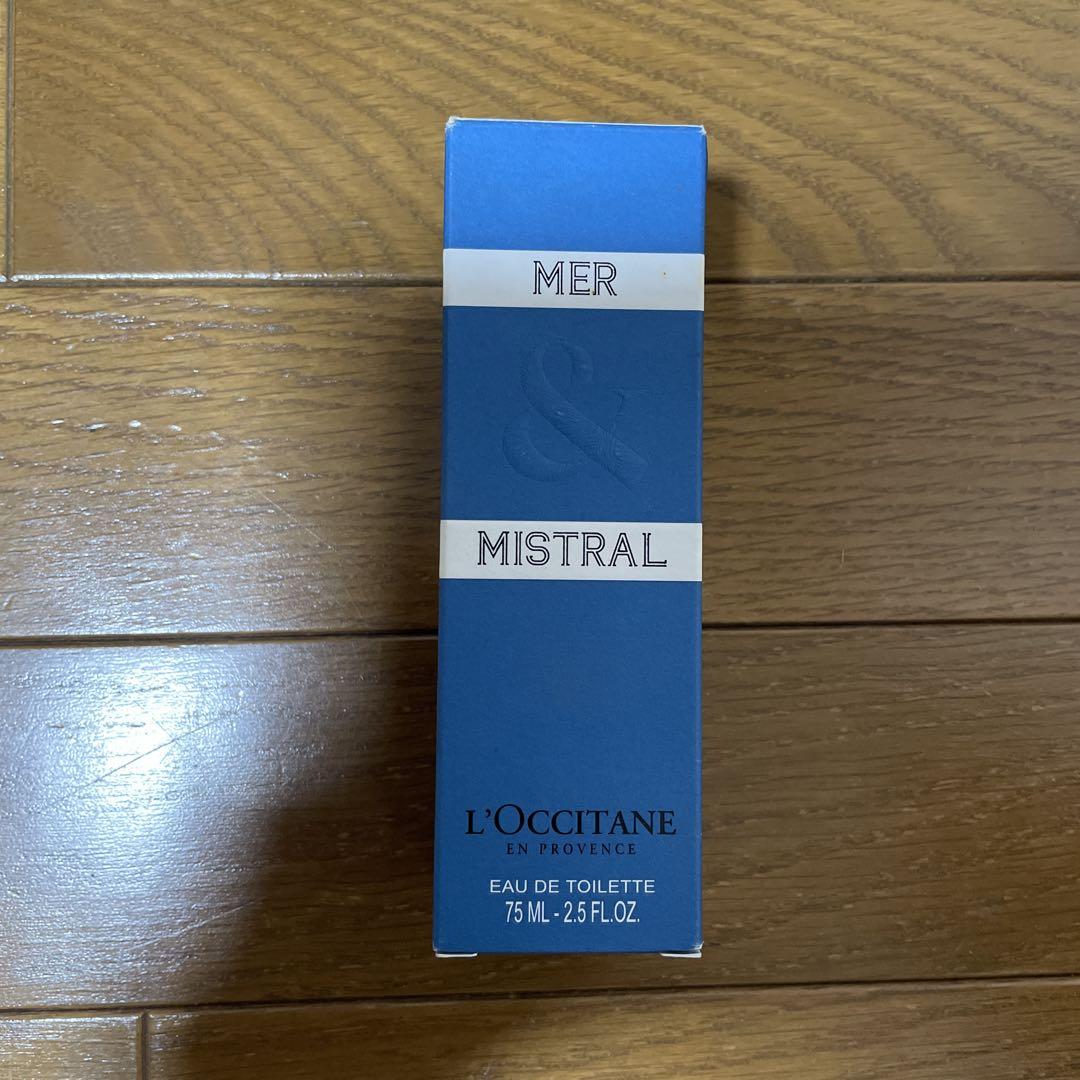 MER
&
MISTRAL
L'OCCITANE
EN PROVENCE
EAU DE TOILETTE
75 ML - 2.5 FL.OZ.